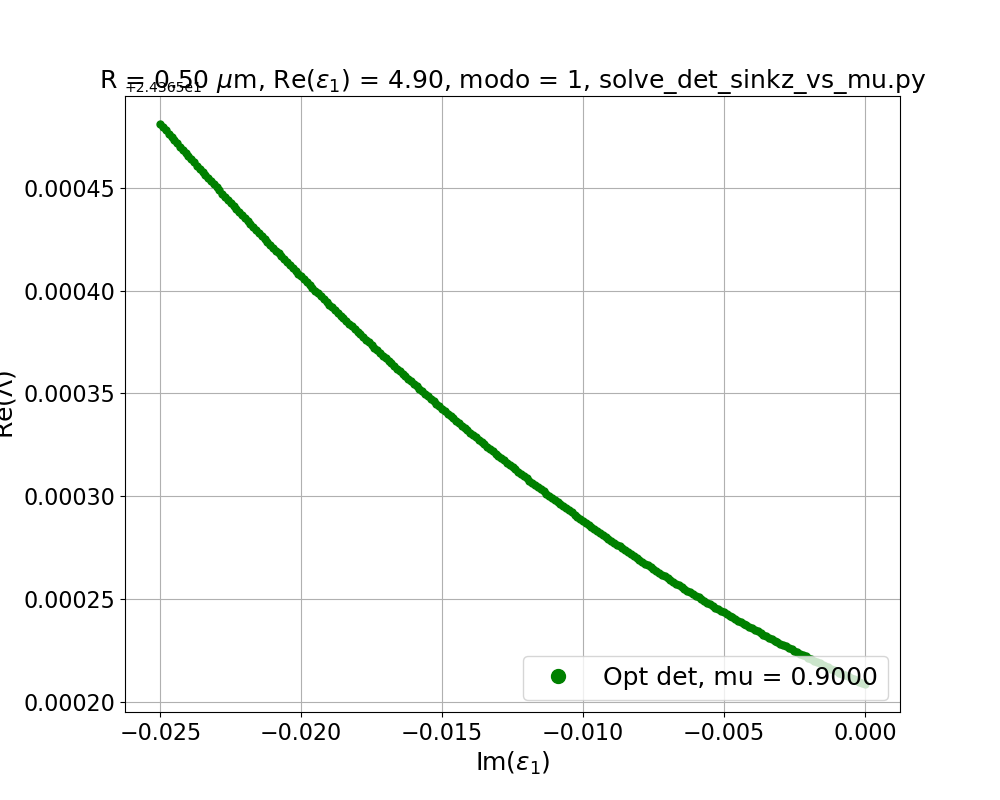 R = 0.50 μm, Re(ε₁) = 4.90, modo = 1, solve_det_sinkz_vs_mu.py
+2.4365e1
0.00045
0.00040
0.00035
0.00030
0.00025
0.00020
Re(Λ)
Opt det, mu = 0.9000
−0.025 −0.020 −0.015 −0.010 −0.005 0.000
Im(ε₁)